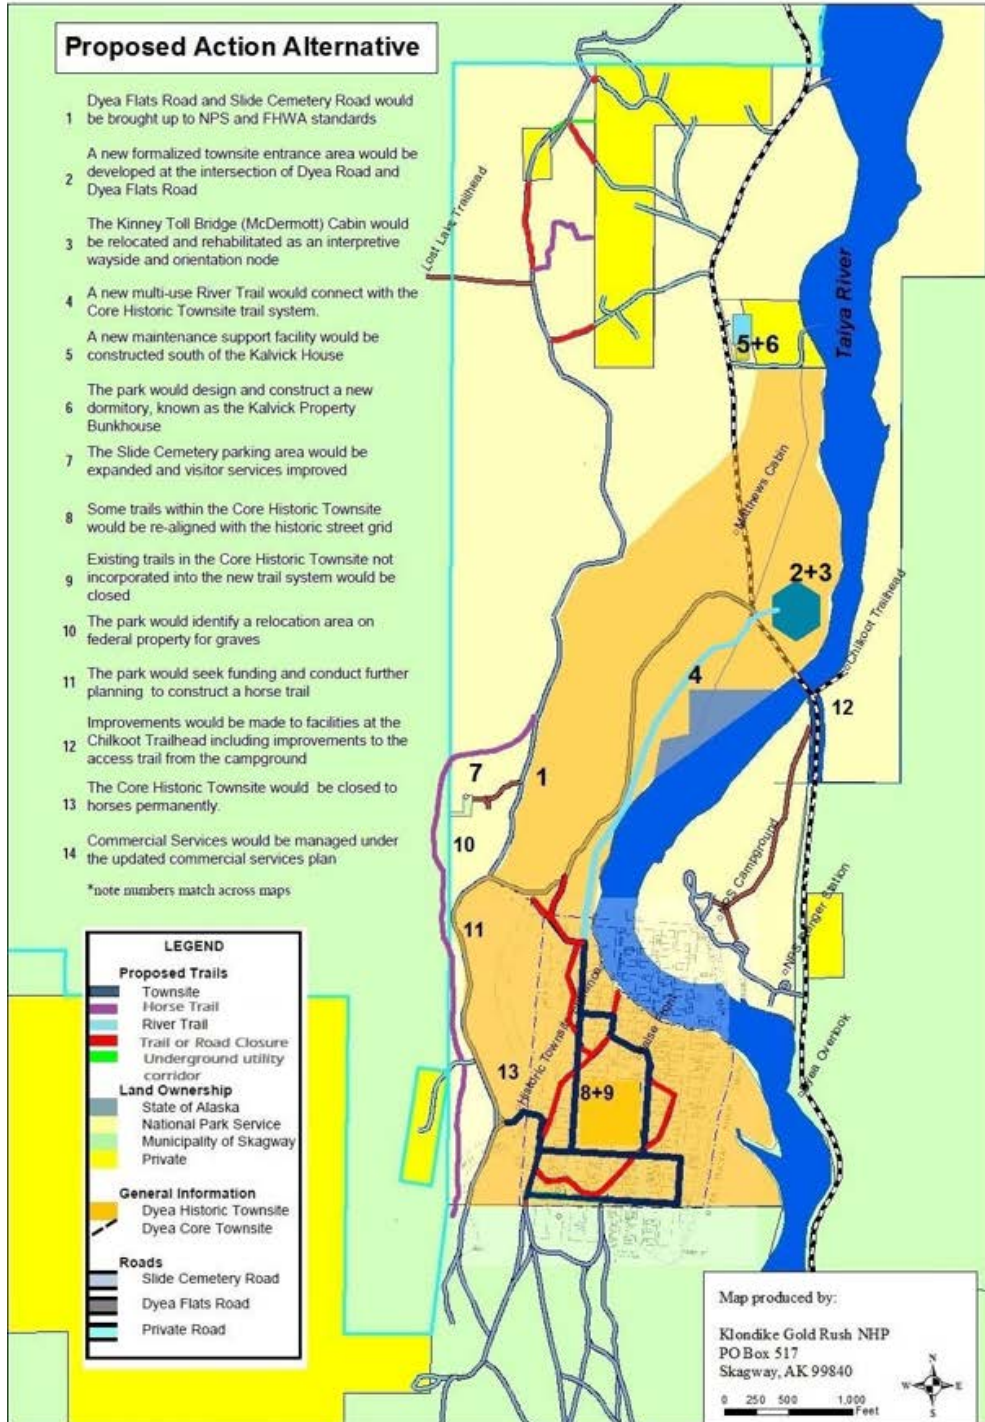 Proposed Action Alternative
1 Dyea Flats Road and Slide Cemetery Road would
be brought up to NPS and FHWA standards
A new formalized townsite entrance area would be
2 developed at the intersection of Dyea Road and
Dyea Flats Road
The Kinney Toll Bridge (McDermott) Cabin would
3 be relocated and rehabilitated as an interpretive
wayside and orientation node
4 A new multi-use River Trail would connect with the
Core Historic Townsite trail system.
5 A new maintenance support facility would be
constructed south of the Kalvick House
The park would design and construct a new
6 dormitory, known as the Kalvick Property
Bunkhouse
7 The Slide Cemetery parking area would be
expanded and visitor services improved
8 Some trails within the Core Historic Townsite
would be re-aligned with the historic street grid
Existing trails in the Core Historic Townsite not
9 incorporated into the new trail system would be
closed
10 The park would identify a relocation area on
federal property for graves
11 The park would seek funding and conduct further
planning to construct a horse trail
Improvements would be made to facilities at the
12 Chilkoot Trailhead including improvements to the
access trail from the campground
13 The Core Historic Townsite would be closed to
horses permanently.
14 Commercial Services would be managed under
the updated commercial services plan
*note numbers match across maps
LEGEND
Proposed Trails
Townsite
Horse Trail
River Trail
Trail or Road Closure
Underground utility
corridor
Land Ownership
State of Alaska
National Park Service
Municipality of Skagway
Private
General Information
Dyea Historic Townsite
Dyea Core Townsite
Roads
Slide Cemetery Road
Dyea Flats Road
Private Road
Lost Lake Trailhead
Taiya River
5+6
Matthews Cabin
2+3
Chilkoot Trailhead
4
12
7
1
10
Campground
NPS Ranger Station
11
Dyea Overlook
Historic Townsite
Front
13
8+9
Map produced by:
Klondike Gold Rush NHP
PO Box 517
Skagway, AK 99840
N
W E
S
0 250 500 1,000
Feet